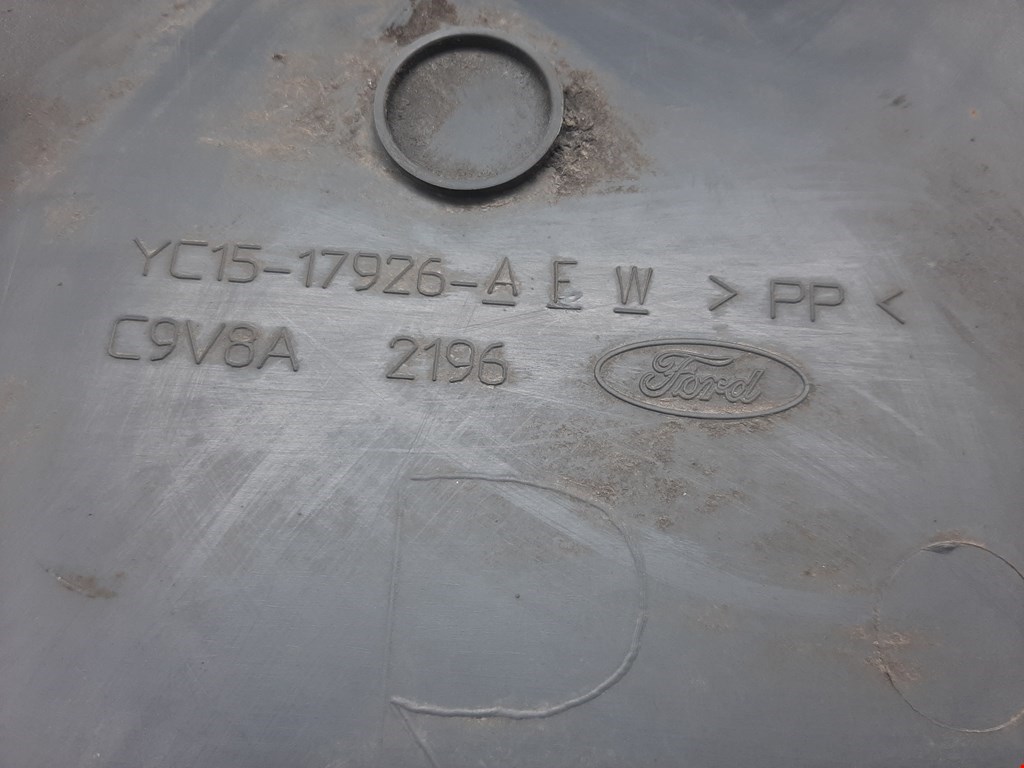 YC15-17926-A E W > PP <
C9V8A 2196 Ford
D